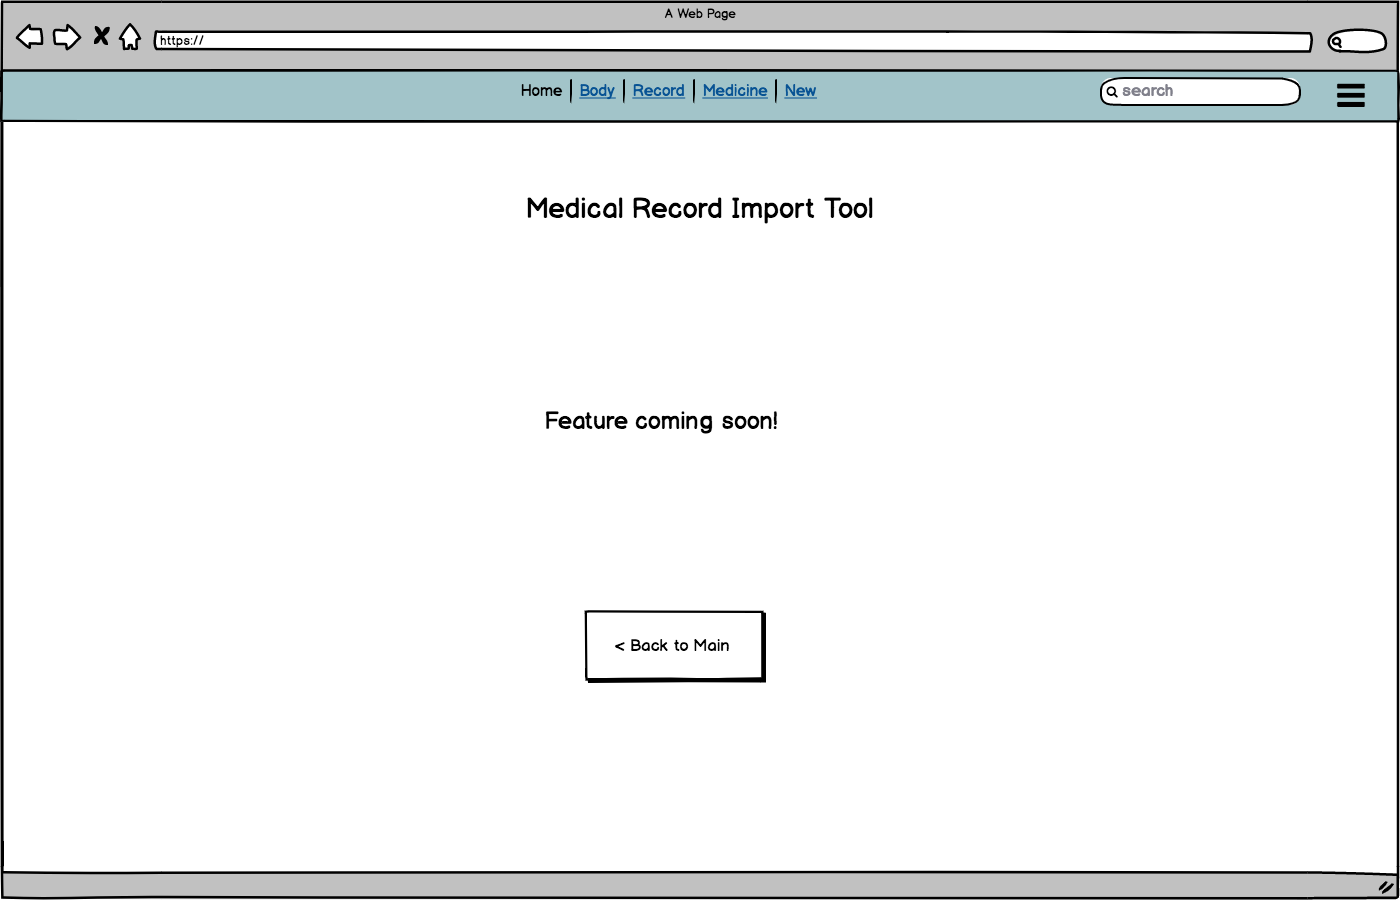 A Web Page
https://
Home Body Record Medicine New search
Medical Record Import Tool
Feature coming soon!
< Back to Main